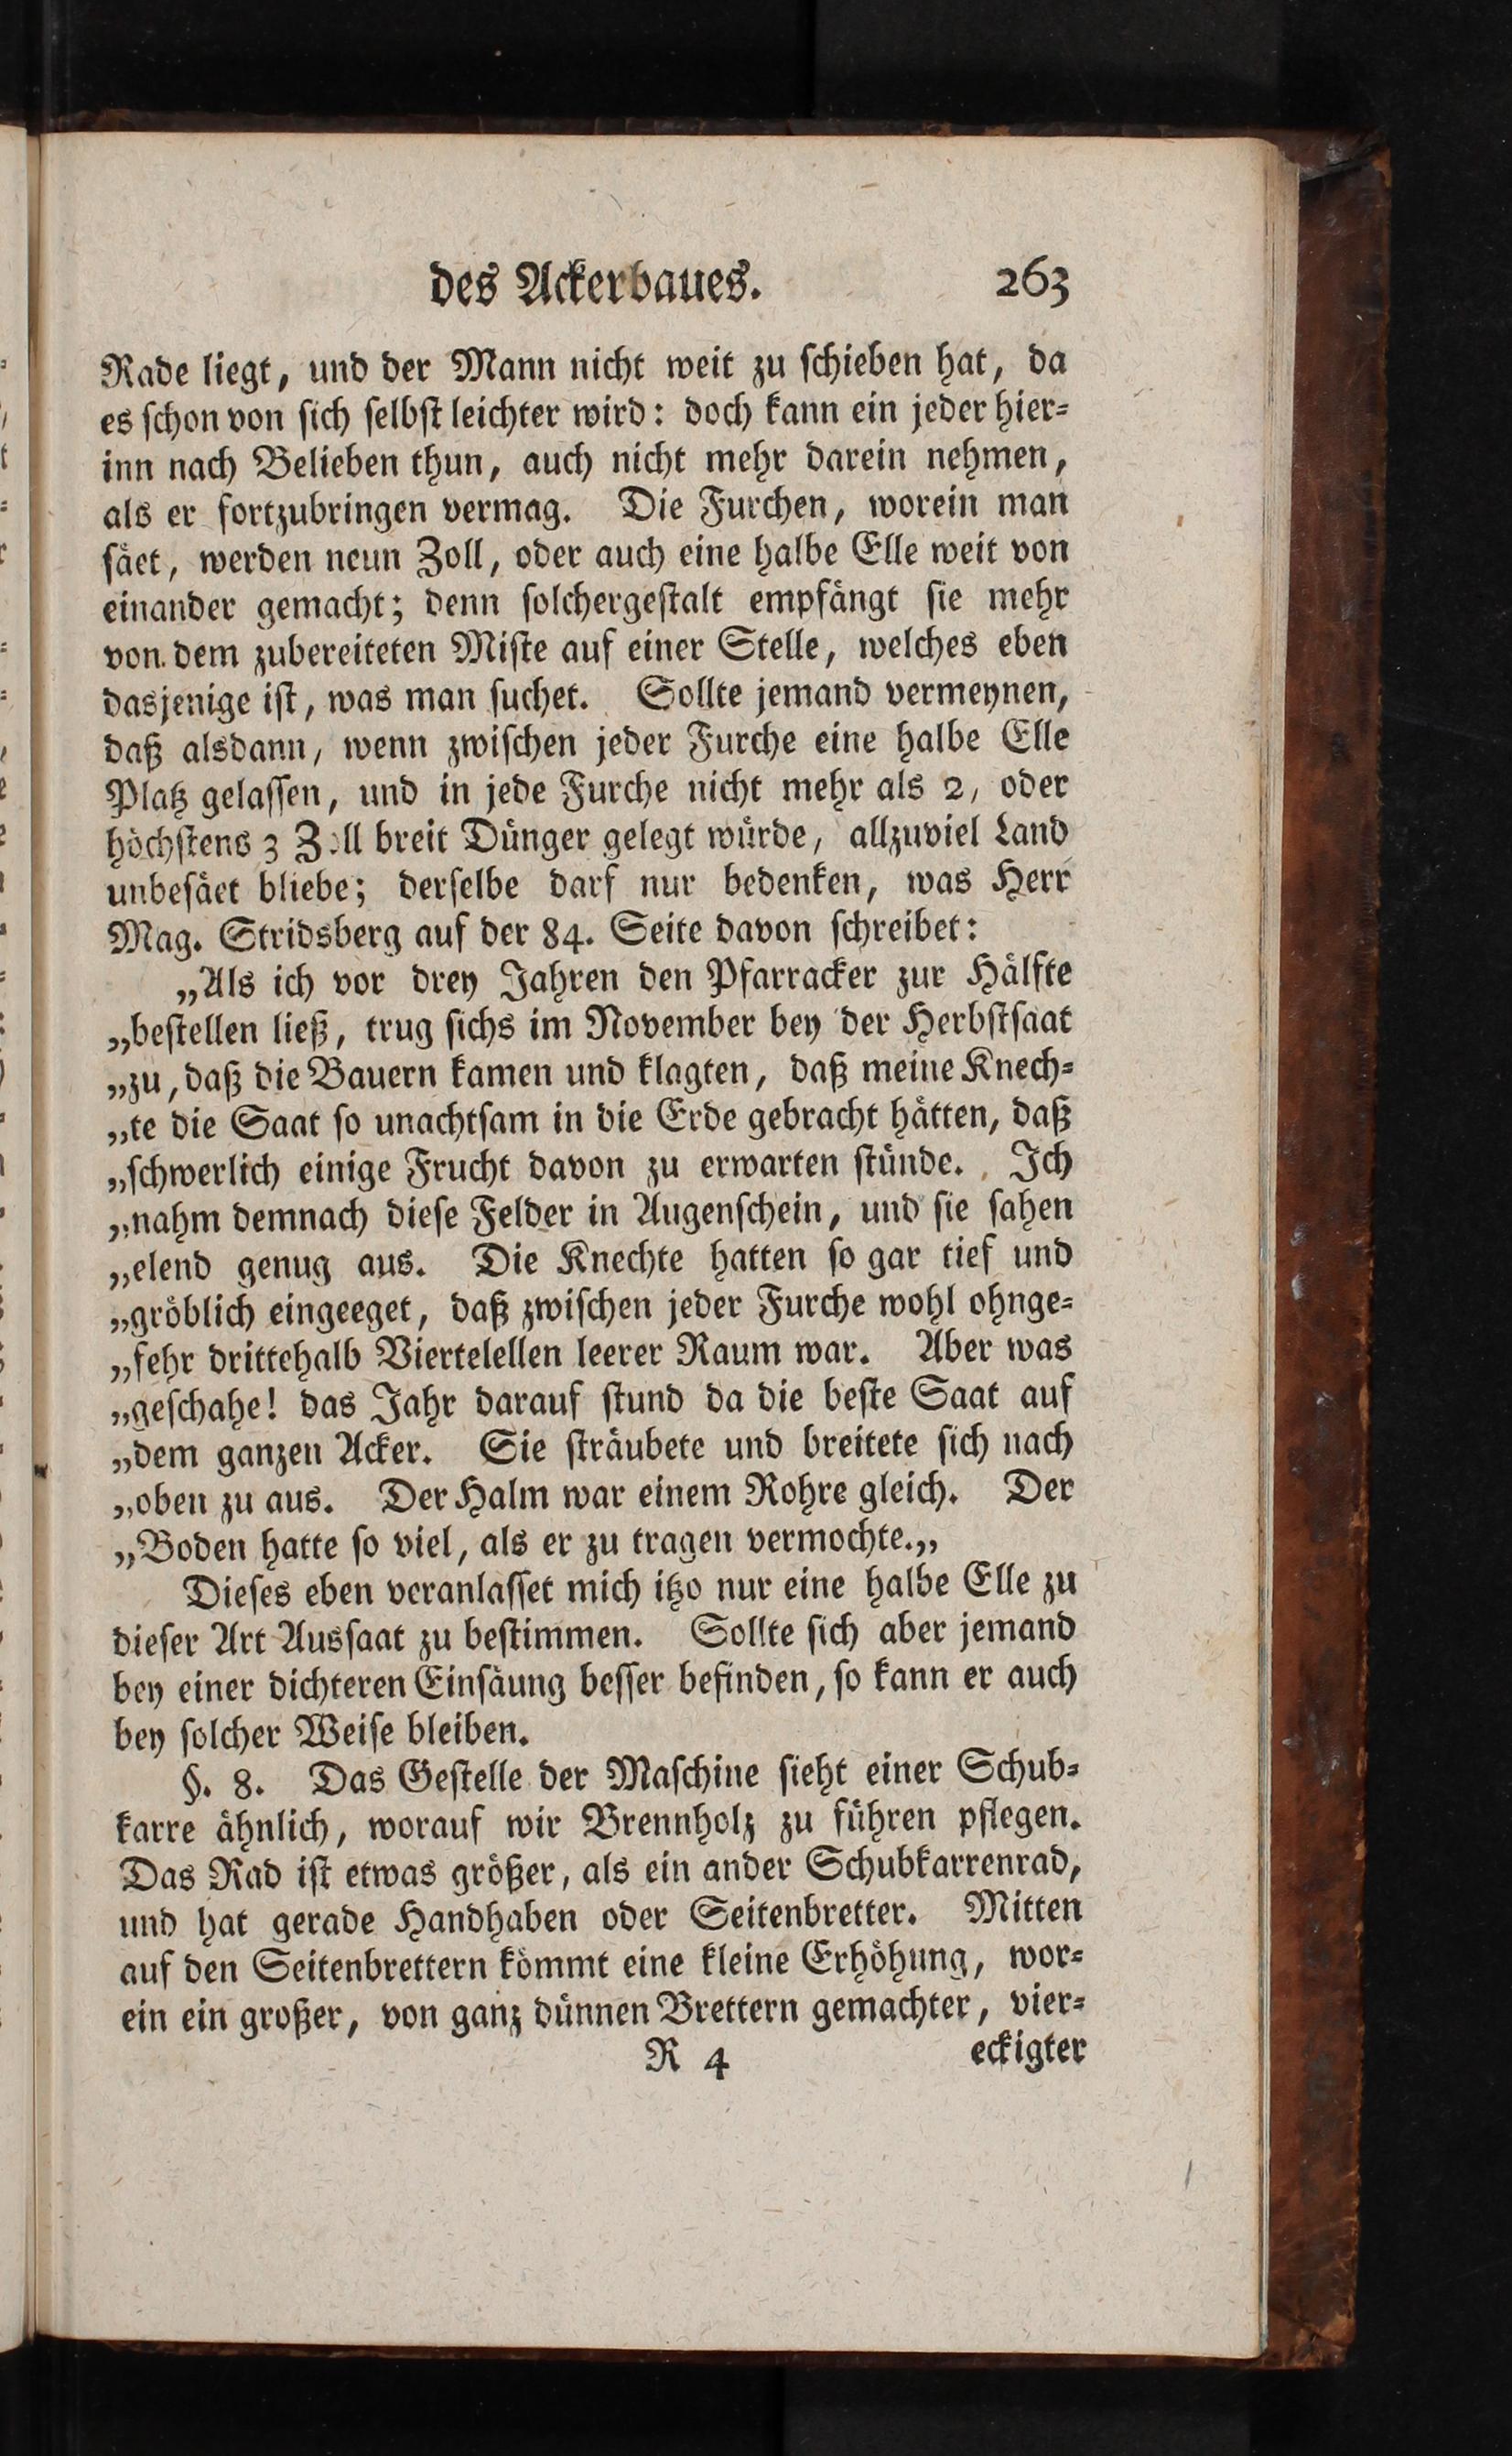 des Ackerbaues. 263
Rade liegt, und der Mann nicht weit zu ſchieben hat, da
es ſchon von ſich ſelbſt leichter wird: doch kann ein jeder hier=
inn nach Belieben thun, auch nicht mehr darein nehmen,
als er fortzubringen vermag. Die Furchen, worein man
ſäet, werden neun Zoll, oder auch eine halbe Elle weit von
einander gemacht; denn ſolchergeſtalt empfängt ſie mehr
von dem zubereiteten Miſte auf einer Stelle, welches eben
dasjenige iſt, was man ſuchet. Sollte jemand vermeynen,
daß alsdann, wenn zwiſchen jeder Furche eine halbe Elle
Platz gelaſſen, und in jede Furche nicht mehr als 2, oder
höchſtens 3 Zoll breit Dünger gelegt würde, allzuviel Land
unbeſäet bliebe; derſelbe darf nur bedenken, was Herr
Mag. Stridsberg auf der 84. Seite davon ſchreibet:
„Als ich vor drey Jahren den Pfarracker zur Hälfte
„beſtellen ließ, trug ſichs im November bey der Herbſtſaat
„zu, daß die Bauern kamen und klagten, daß meine Knech=
„te die Saat ſo unachtſam in die Erde gebracht hätten, daß
„ſchwerlich einige Frucht davon zu erwarten ſtünde. Ich
„nahm demnach dieſe Felder in Augenſchein, und ſie ſahen
„elend genug aus. Die Knechte hatten ſo gar tief und
„gröblich eingeeget, daß zwiſchen jeder Furche wohl ohnge=
„fehr drittehalb Viertelellen leerer Raum war. Aber was
„geſchahe! das Jahr darauf ſtund da die beſte Saat auf
„dem ganzen Acker. Sie ſträubete und breitete ſich nach
„oben zu aus. Der Halm war einem Rohre gleich. Der
„Boden hatte ſo viel, als er zu tragen vermochte.„
Dieſes eben veranlaſſet mich itzo nur eine halbe Elle zu
dieſer Art Ausſaat zu beſtimmen. Sollte ſich aber jemand
bey einer dichteren Einſäung beſſer befinden, ſo kann er auch
bey ſolcher Weiſe bleiben.
§. 8. Das Geſtelle der Maſchine ſieht einer Schub=
karre ähnlich, worauf wir Brennholz zu führen pflegen.
Das Rad iſt etwas größer, als ein ander Schubkarrenrad,
und hat gerade Handhaben oder Seitenbretter. Mitten
auf den Seitenbrettern kömmt eine kleine Erhöhung, wor=
ein ein großer, von ganz dünnen Brettern gemachter, vier=
R 4 eckigter